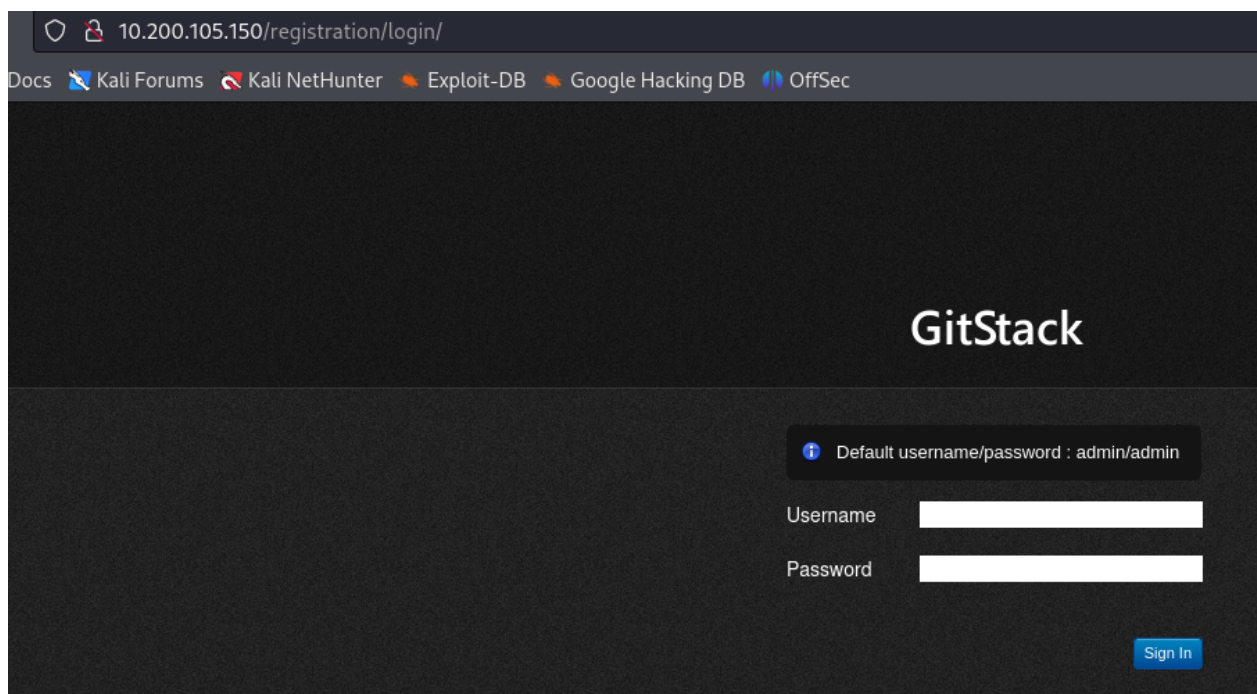 10.200.105.150/registration/login/
Docs Kali Forums Kali NetHunter Exploit-DB Google Hacking DB OffSec
GitStack
Default username/password : admin/admin
Username
Password
Sign In